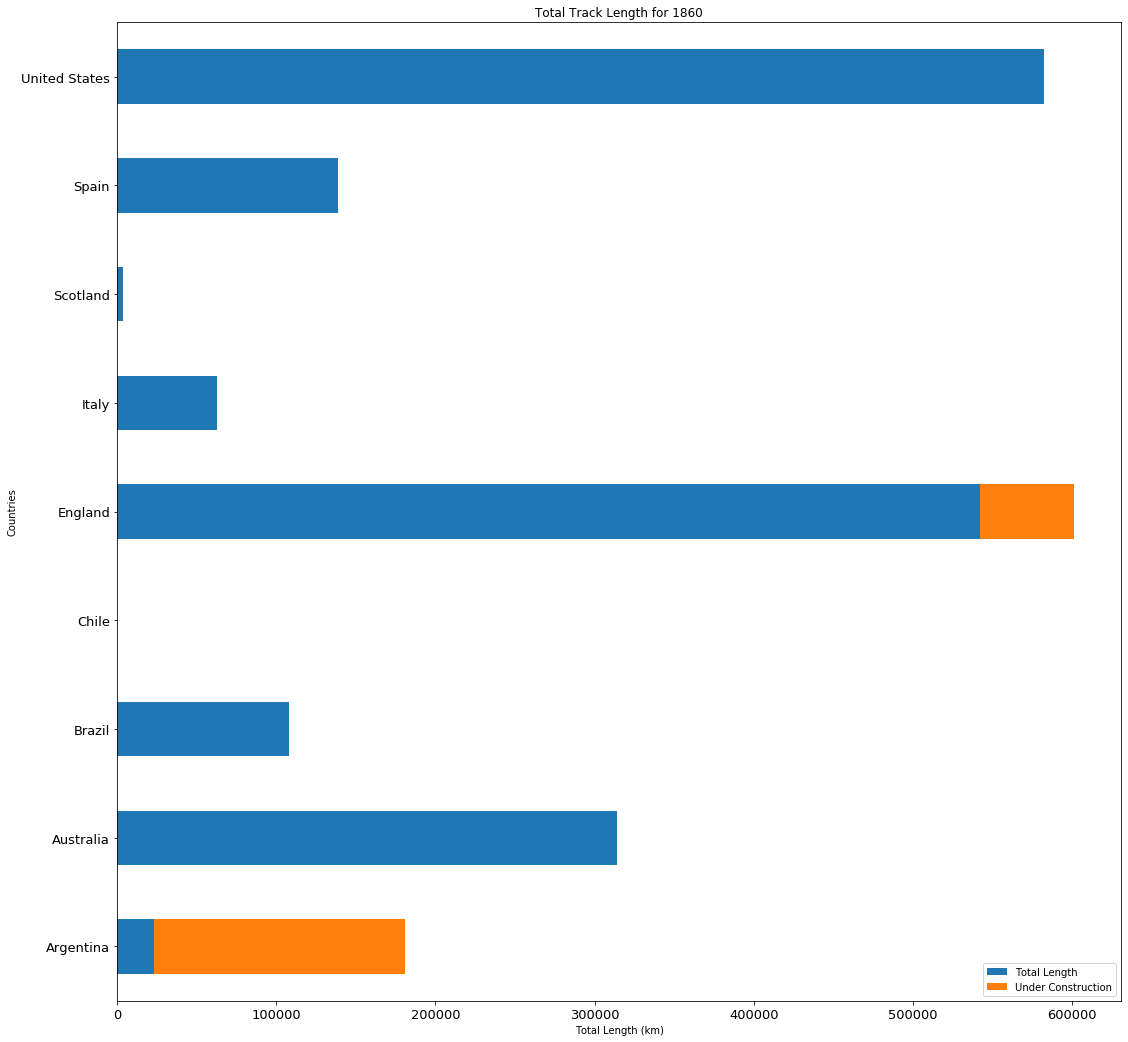 Total Track Length for 1860
United States
Spain
Scotland
Italy
England
Chile
Brazil
Australia
Argentina
Countries
Total Length
Under Construction
0 100000 200000 300000 400000 500000 600000
Total Length (km)